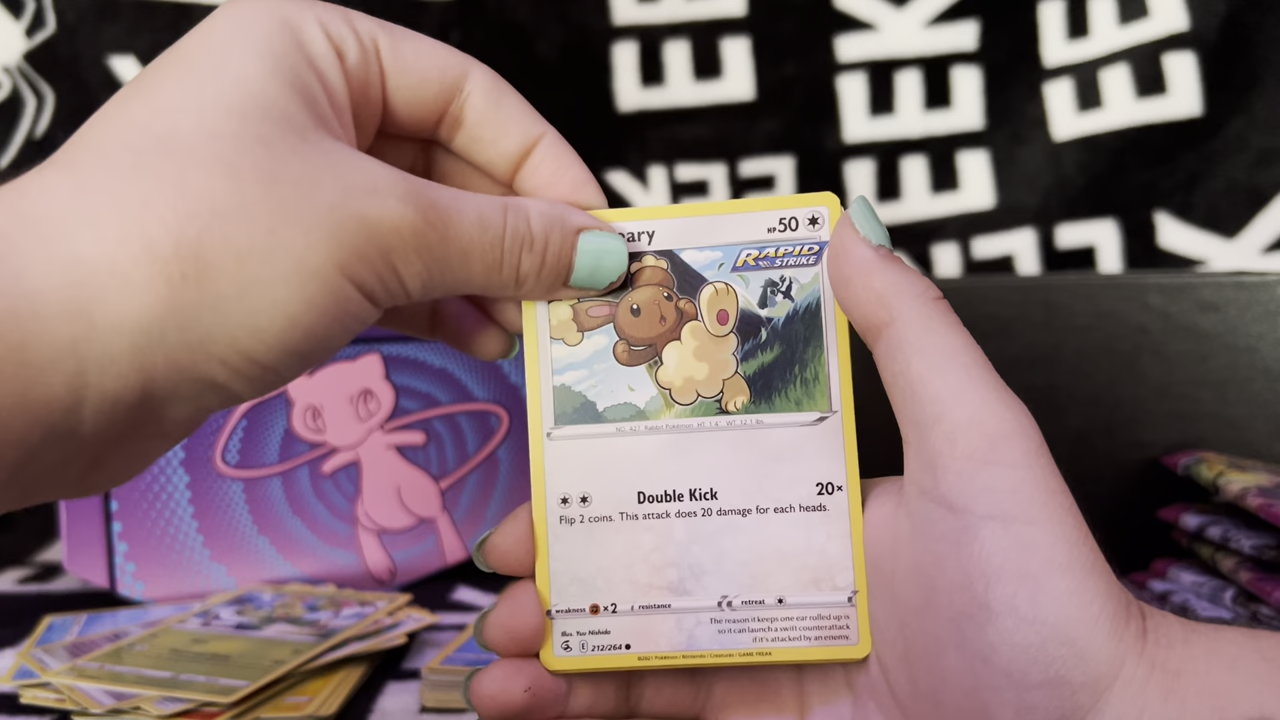 EEK
EEK
EE
HP 50
RAPID
STRIKE
NO. 427 Rabbit Pokémon HT: 1'4" WT: 12.1 lbs.
Double Kick 20×
Flip 2 coins. This attack does 20 damage for each heads.
weakness ×2 resistance retreat
The reason it keeps one ear rolled up is
so it can launch a swift counterattack
if it's attacked by an enemy.
Illus. Yuu Nishida
E 212/264
©2021 Pokémon / Nintendo / Creatures / GAME FREAK